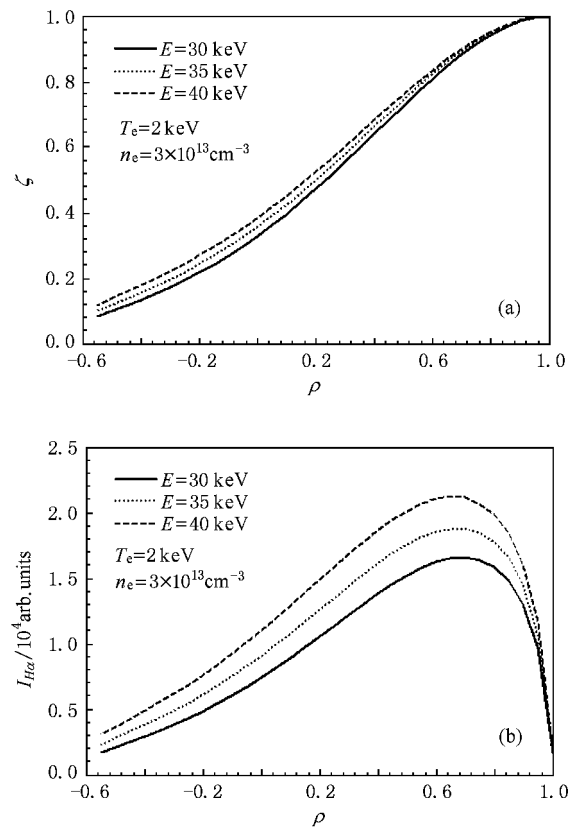 1.0
0.8
0.6
0.4
0.2
0.0
ζ
E=30 keV
E=35 keV
E=40 keV
Te=2 keV
ne=3×10¹³cm⁻³
(a)
-0.6 -0.2 0.2 0.6 1.0
ρ
2.5
2.0
1.5
1.0
0.5
0.0
I_Hα/10⁴arb.units
E=30 keV
E=35 keV
E=40 keV
Te=2 keV
ne=3×10¹³cm⁻³
(b)
-0.6 -0.2 0.2 0.6 1.0
ρ